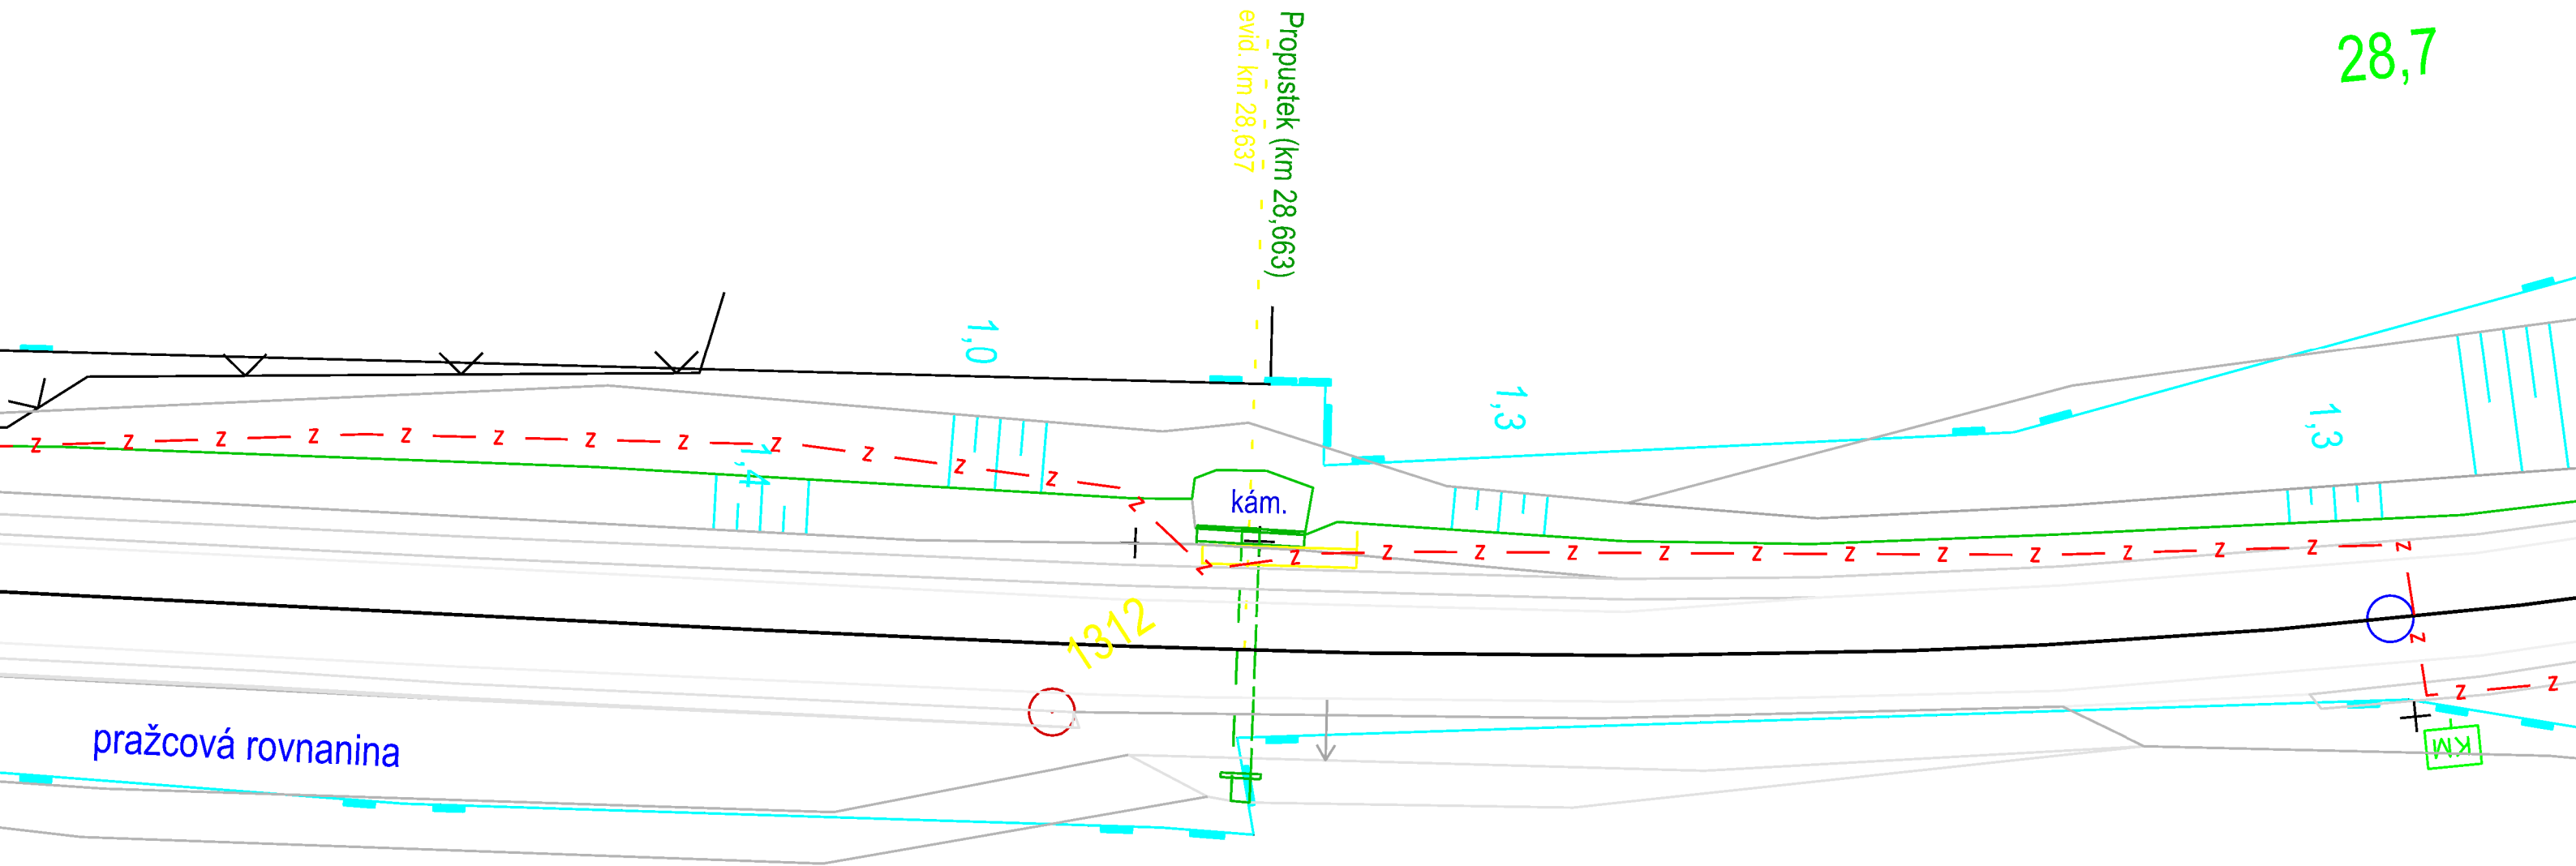 28,7
Propustek (km 28,663)
evid. km 28,637
1,0
1,3
1,3
1,4
z z z z z z z z z z z z z z z z z z z z z z z z z z z z
kám.
1312
pražcová rovnanina
KM